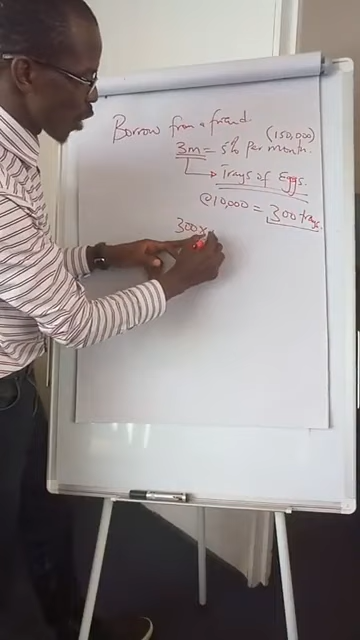 Borrow from a friend.
(150,000)
3m = 5% per month.
Trays of Eggs.
@10,000 = 300 trays.
300x